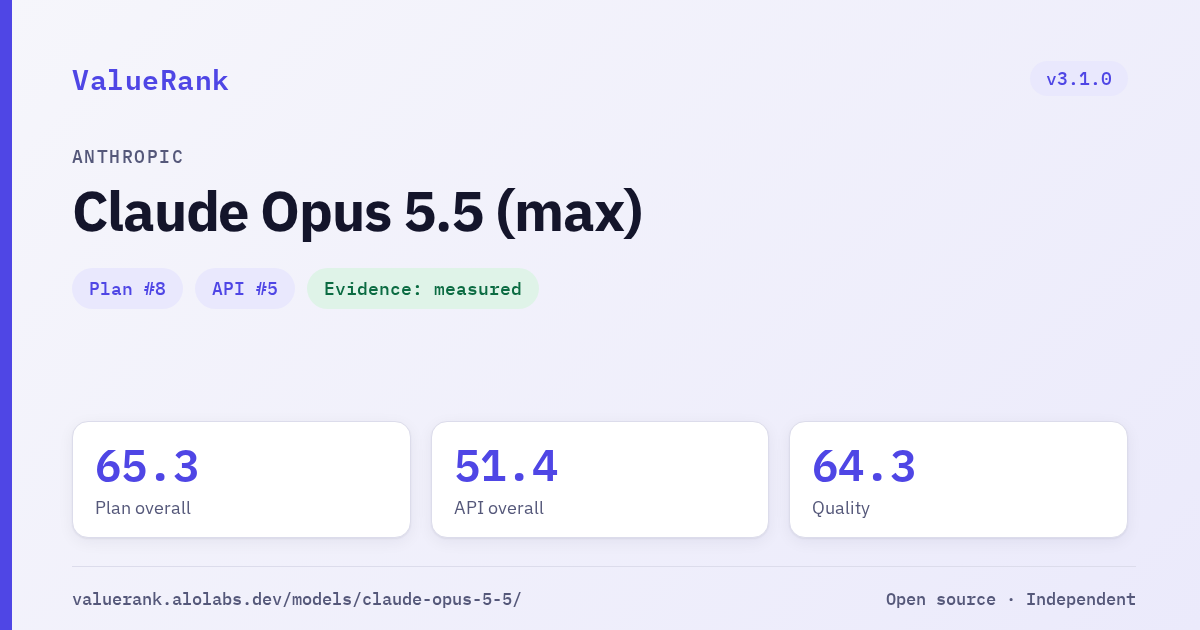 ValueRank
v3.1.0
ANTHROPIC
Claude Opus 5.5 (max)
Plan #8
API #5
Evidence: measured
65.3
Plan overall
51.4
API overall
64.3
Quality
valuerank.alolabs.dev/models/claude-opus-5-5/
Open source · Independent